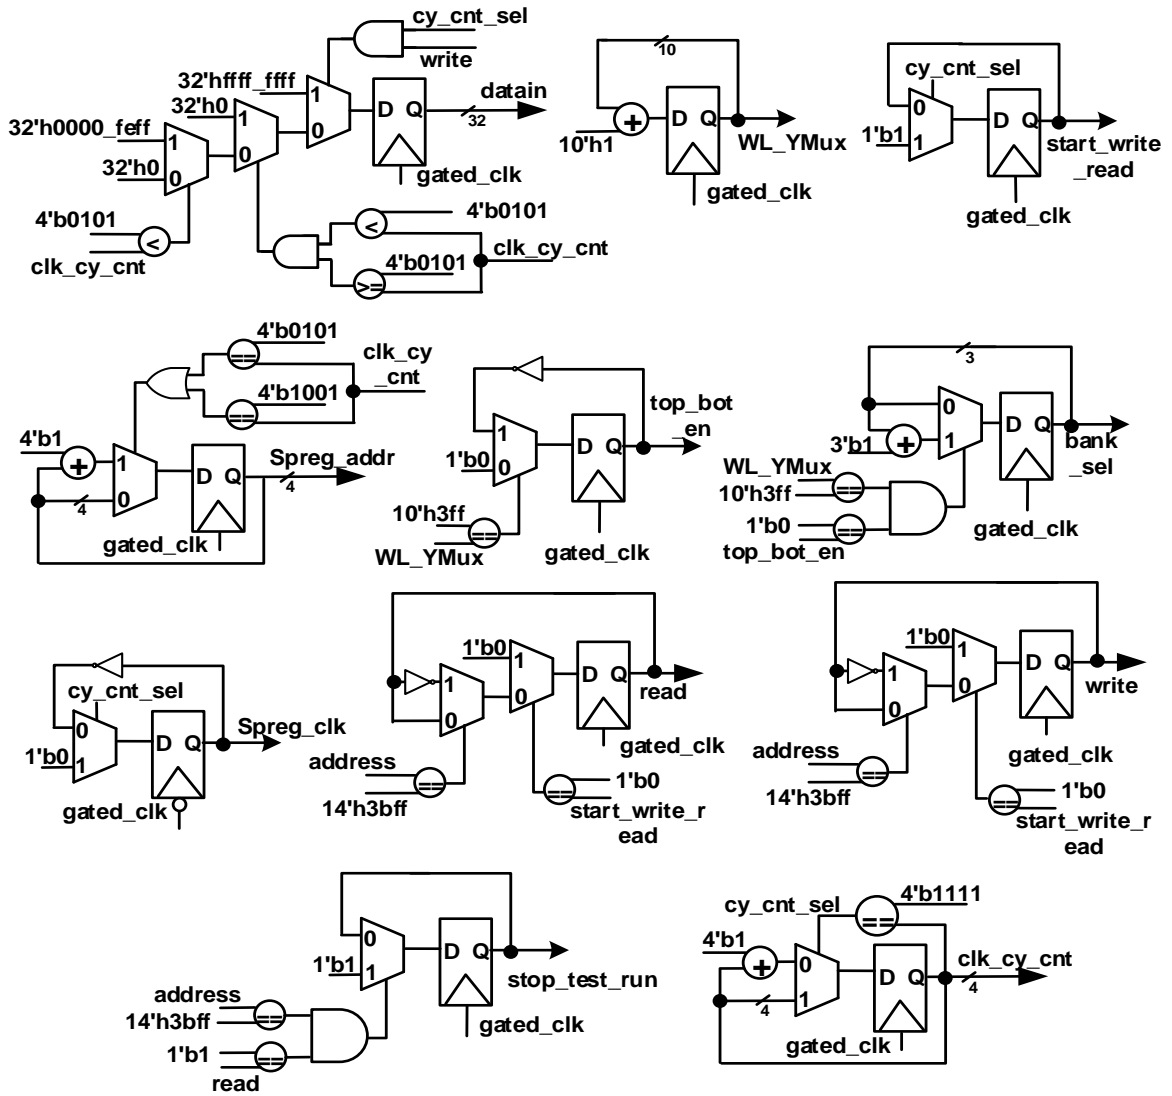 cy_cnt_sel
write
32'hffff_ffff
1
0
D Q
datain
32
gated_clk
32'h0
1
0
32'h0000_feff
1
32'h0
0
4'b0101
<
clk_cy_cnt
4'b0101
<
4'b0101
>=
clk_cy_cnt
10
+
10'h1
D Q
WL_YMux
gated_clk
cy_cnt_sel
0
1'b1
1
D Q
start_write
_read
gated_clk
4'b0101
==
clk_cy
_cnt
4'b1001
==
4'b1
+
1
4
0
D Q
Spreg_addr
4
gated_clk
top_bot
_en
1
1'b0
0
D Q
10'h3ff
==
WL_YMux
gated_clk
3
0
3'b1
+
1
D Q
bank
_sel
WL_YMux
10'h3ff
==
1'b0
==
top_bot_en
gated_clk
cy_cnt_sel
0
1'b0
1
D Q
Spreg_clk
gated_clk
1'b0
1
1
0
0
D Q
read
gated_clk
address
==
14'h3bff
1'b0
==
start_write_r
ead
1'b0
1
1
0
0
D Q
write
gated_clk
address
==
14'h3bff
1'b0
==
start_write_r
ead
0
1'b1
1
D Q
stop_test_run
address
14'h3bff
==
1'b1
==
read
gated_clk
cy_cnt_sel
4'b1111
==
4'b1
+
0
4
1
D Q
clk_cy_cnt
4
gated_clk